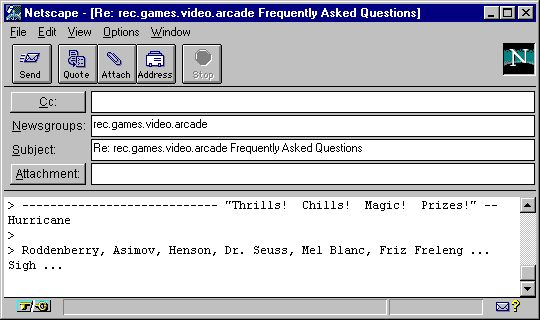 Netscape - [Re: rec.games.video.arcade Frequently Asked Questions]
File Edit View Options Window
Send Quote Attach Address Stop
N
Cc:
Newsgroups: rec.games.video.arcade
Subject: Re: rec.games.video.arcade Frequently Asked Questions
Attachment:
> ---------------------------- "Thrills!  Chills!  Magic!  Prizes!" --
Hurricane
>
> Roddenberry, Asimov, Henson, Dr. Seuss, Mel Blanc, Friz Freleng ...
Sigh ...
?